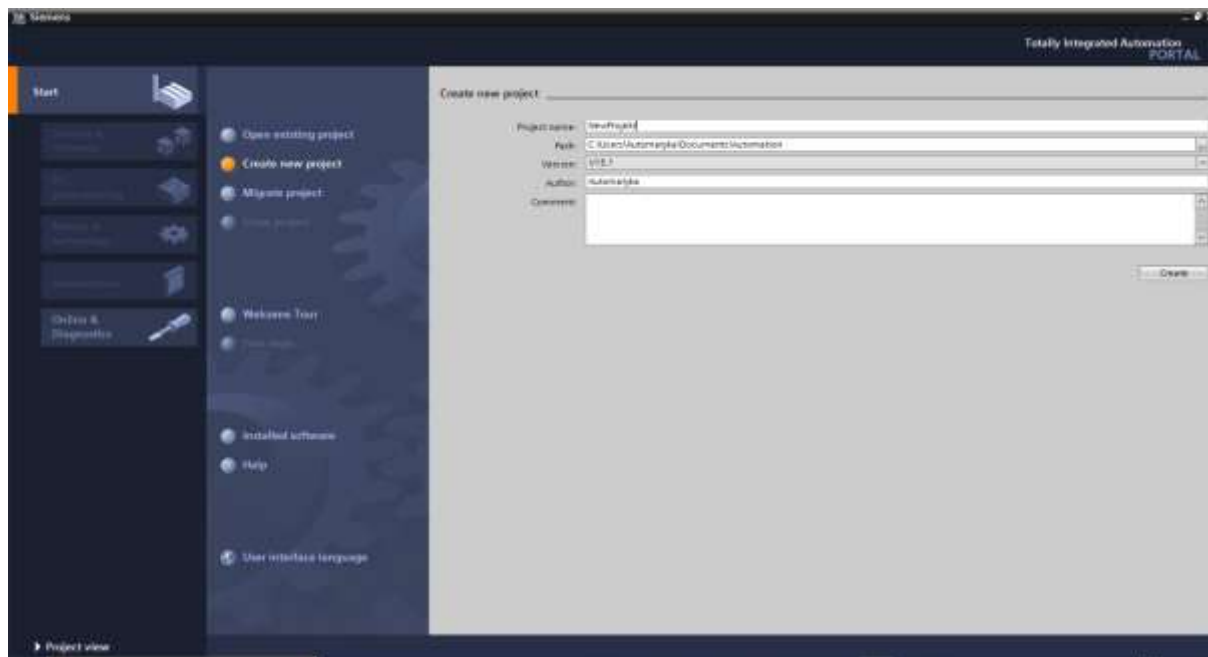 Siemens
Totally Integrated Automation
PORTAL
Start
Online &
Diagnostics
Open existing project
Create new project
Migrate project
Close project
Welcome Tour
Installed software
Help
User interface language
Create new project
Project name:
Path: C:\Users\Automatyka\Documents\Automation
Version: V15.1
Author: Automatyka
Comment:
Create
Project view